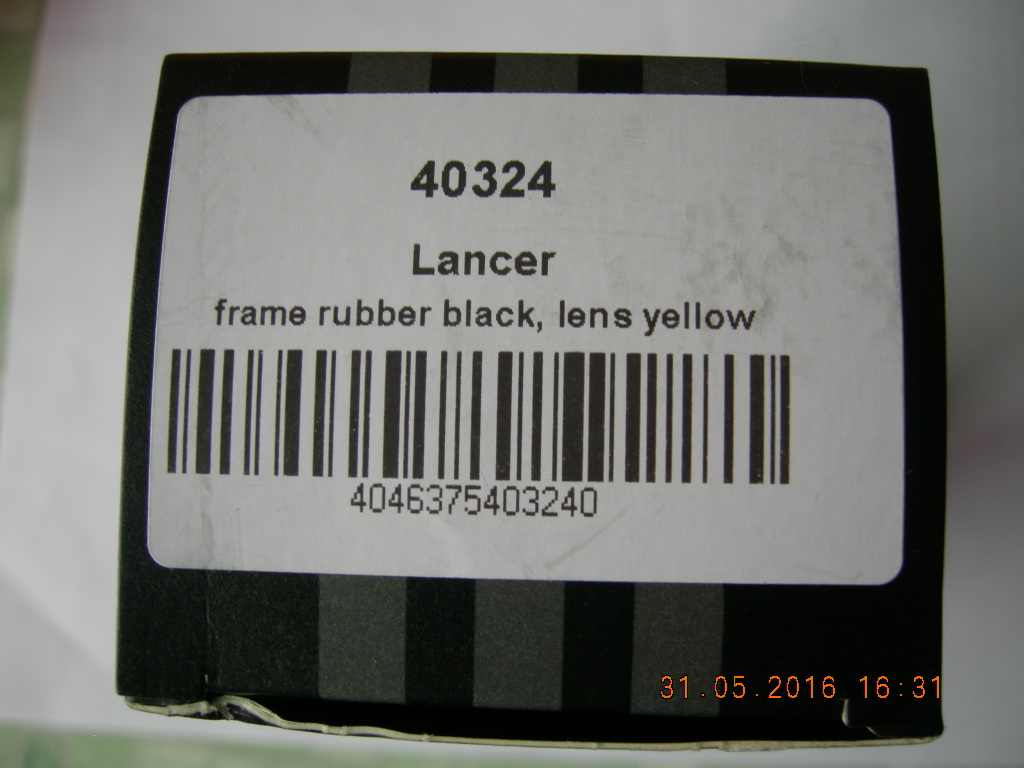 40324
Lancer
frame rubber black, lens yellow
4046375403240
31.05.2016 16:31